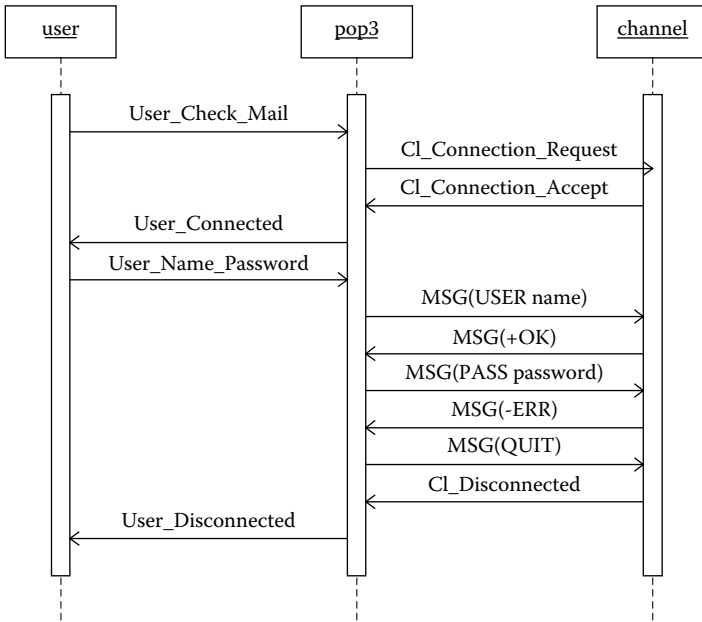 user
pop3
channel
User_Check_Mail
Cl_Connection_Request
Cl_Connection_Accept
User_Connected
User_Name_Password
MSG(USER name)
MSG(+OK)
MSG(PASS password)
MSG(-ERR)
MSG(QUIT)
Cl_Disconnected
User_Disconnected